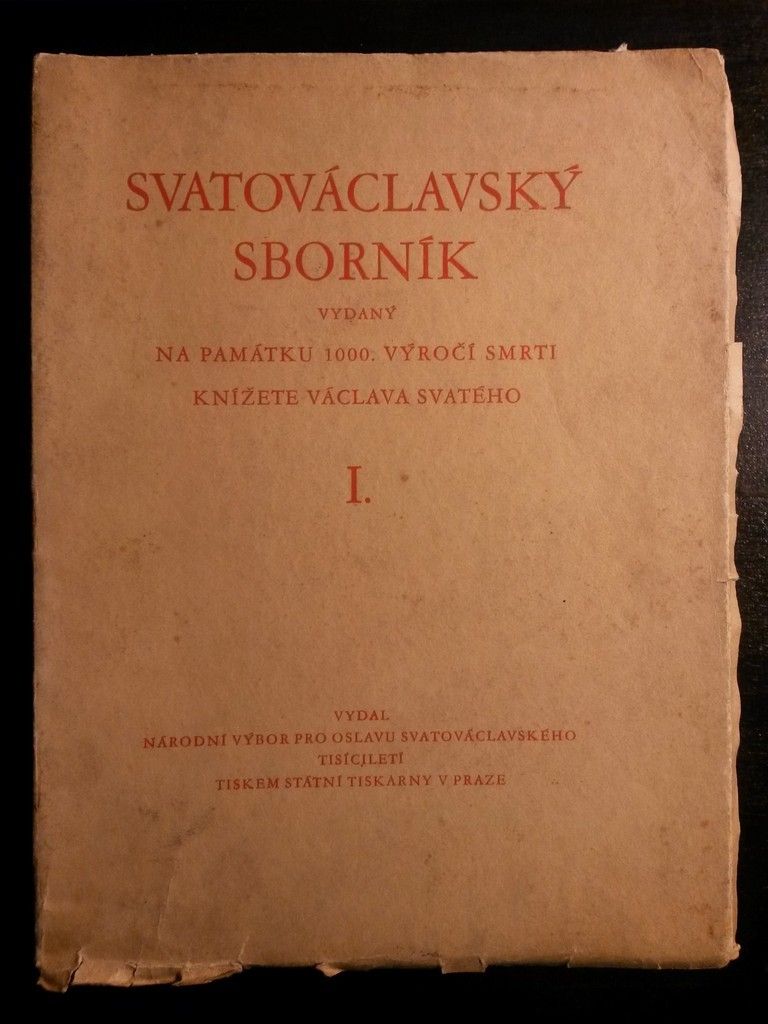 SVATOVÁCLAVSKÝ
SBORNÍK
VYDANÝ
NA PAMÁTKU 1000. VÝROČÍ SMRTI
KNÍŽETE VÁCLAVA SVATÉHO
I.
VYDAL
NÁRODNÍ VÝBOR PRO OSLAVU SVATOVÁCLAVSKÉHO
TISÍCILETÍ
TISKEM STÁTNÍ TISKÁRNY V PRAZE